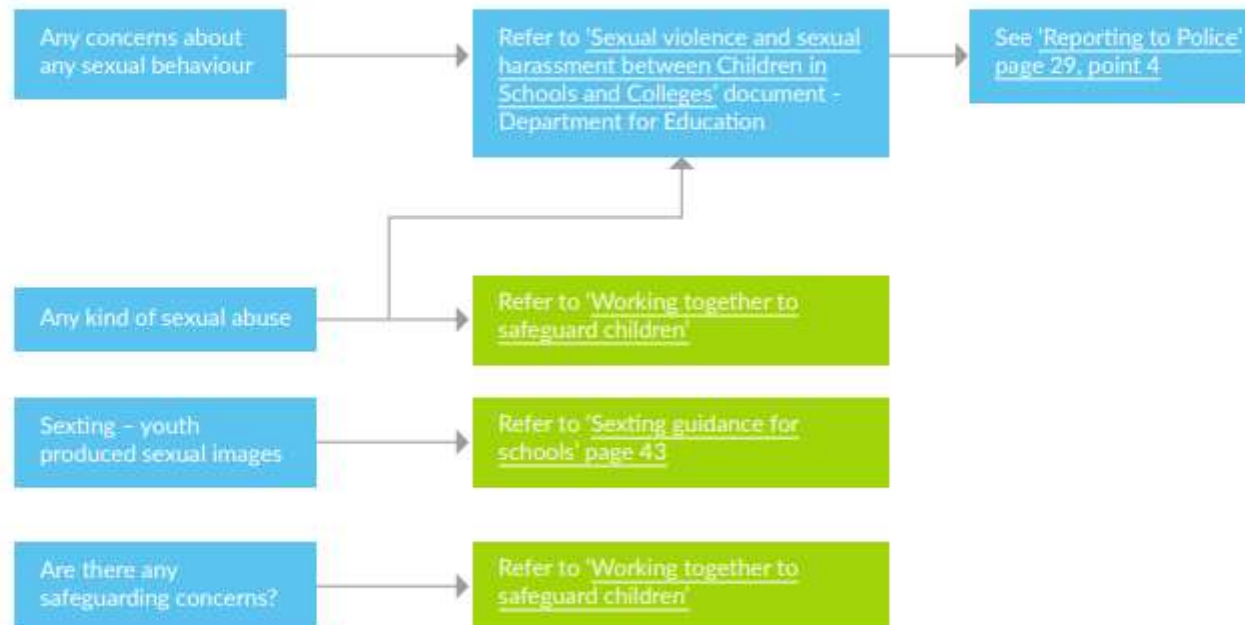 Any concerns about
any sexual behaviour
Refer to 'Sexual violence and sexual
harassment between Children in
Schools and Colleges' document -
Department for Education
See 'Reporting to Police'
page 29, point 4
Any kind of sexual abuse
Refer to 'Working together to
safeguard children'
Sexting – youth
produced sexual images
Refer to 'Sexting guidance for
schools' page 43
Are there any
safeguarding concerns?
Refer to 'Working together to
safeguard children'